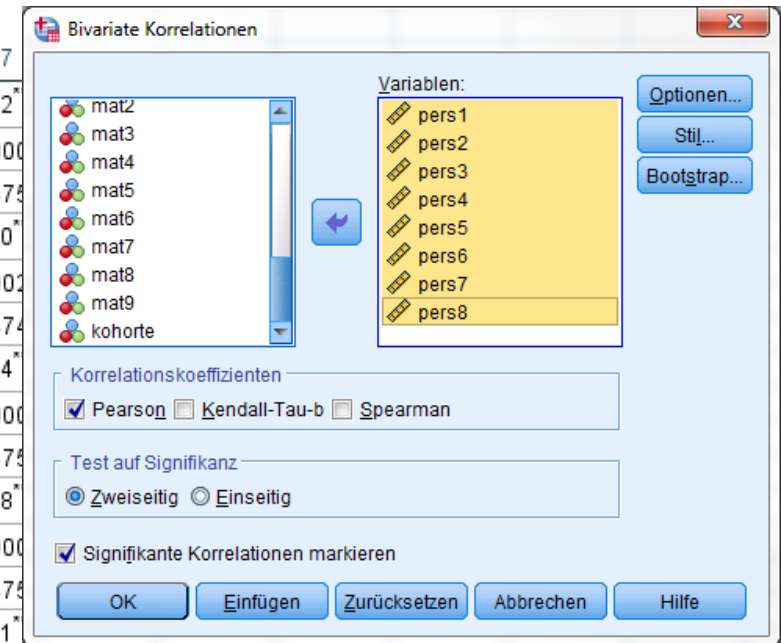 Bivariate Korrelationen
Variablen:
mat2
mat3
mat4
mat5
mat6
mat7
mat8
mat9
kohorte
pers1
pers2
pers3
pers4
pers5
pers6
pers7
pers8
Optionen...
Stil...
Bootstrap...
Korrelationskoeffizienten
Pearson Kendall-Tau-b Spearman
Test auf Signifikanz
Zweiseitig Einseitig
Signifikante Korrelationen markieren
OK Einfügen Zurücksetzen Abbrechen Hilfe